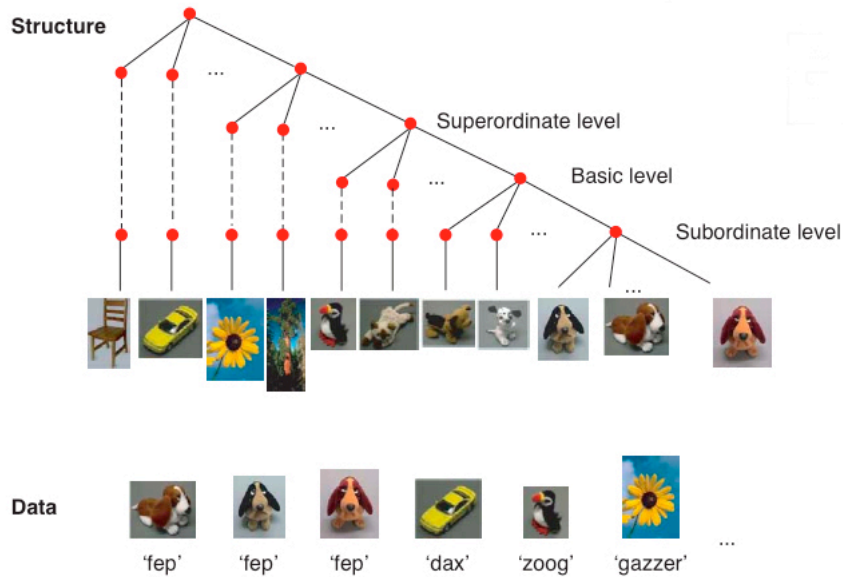 Structure
...
...
Superordinate level
...
Basic level
...
Subordinate level
...
Data
'fep'
'fep'
'fep'
'dax'
'zoog'
'gazzer'
...